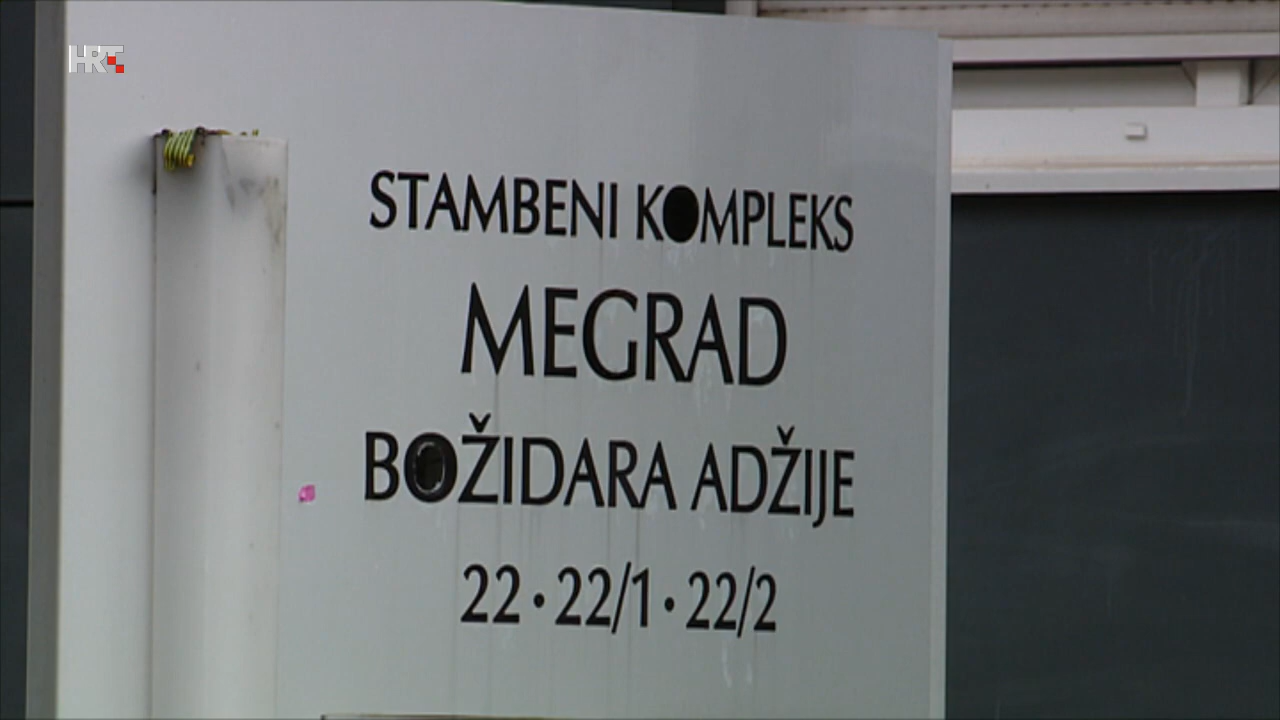 HRT
STAMBENI KOMPLEKS
MEGRAD
BOŽIDARA ADŽIJE
22 • 22/1 • 22/2